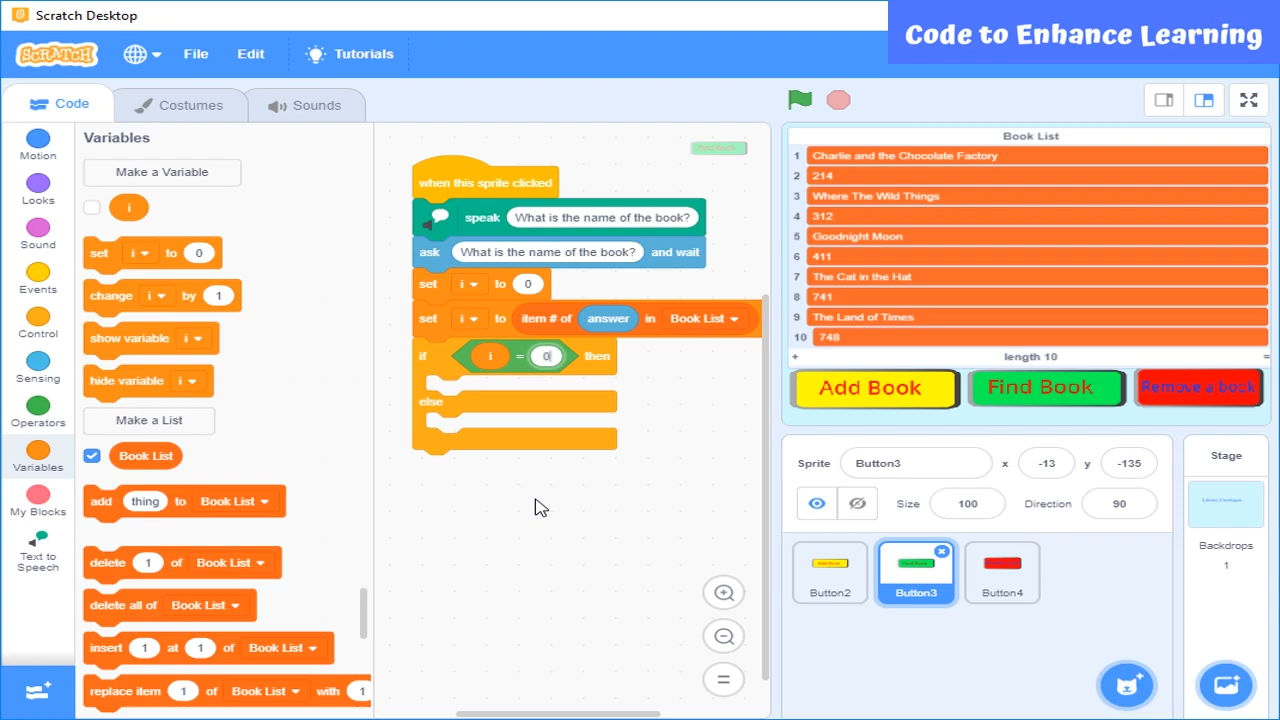 Scratch Desktop
Code to Enhance Learning
SCRATCH
File
Edit
Tutorials
Code
Costumes
Sounds
Motion
Looks
Sound
Events
Control
Sensing
Operators
Variables
My Blocks
Text to
Speech
Variables
Make a Variable
i
set i to 0
change i by 1
show variable i
hide variable i
Make a List
Book List
add thing to Book List
delete 1 of Book List
delete all of Book List
insert 1 at 1 of Book List
replace item 1 of Book List with 1
when this sprite clicked
speak What is the name of the book?
ask What is the name of the book? and wait
set i to 0
set i to item # of answer in Book List
if i = 0 then
else
Book List
1 Charlie and the Chocolate Factory
2 214
3 Where The Wild Things
4 312
5 Goodnight Moon
6 411
7 The Cat in the Hat
8 741
9 The Land of Times
10 748
+ length 10 =
Add Book
Find Book
Remove a book
Sprite Button3 x -13 y -135
Size 100 Direction 90
Button2
Button3
Button4
Stage
Backdrops
1